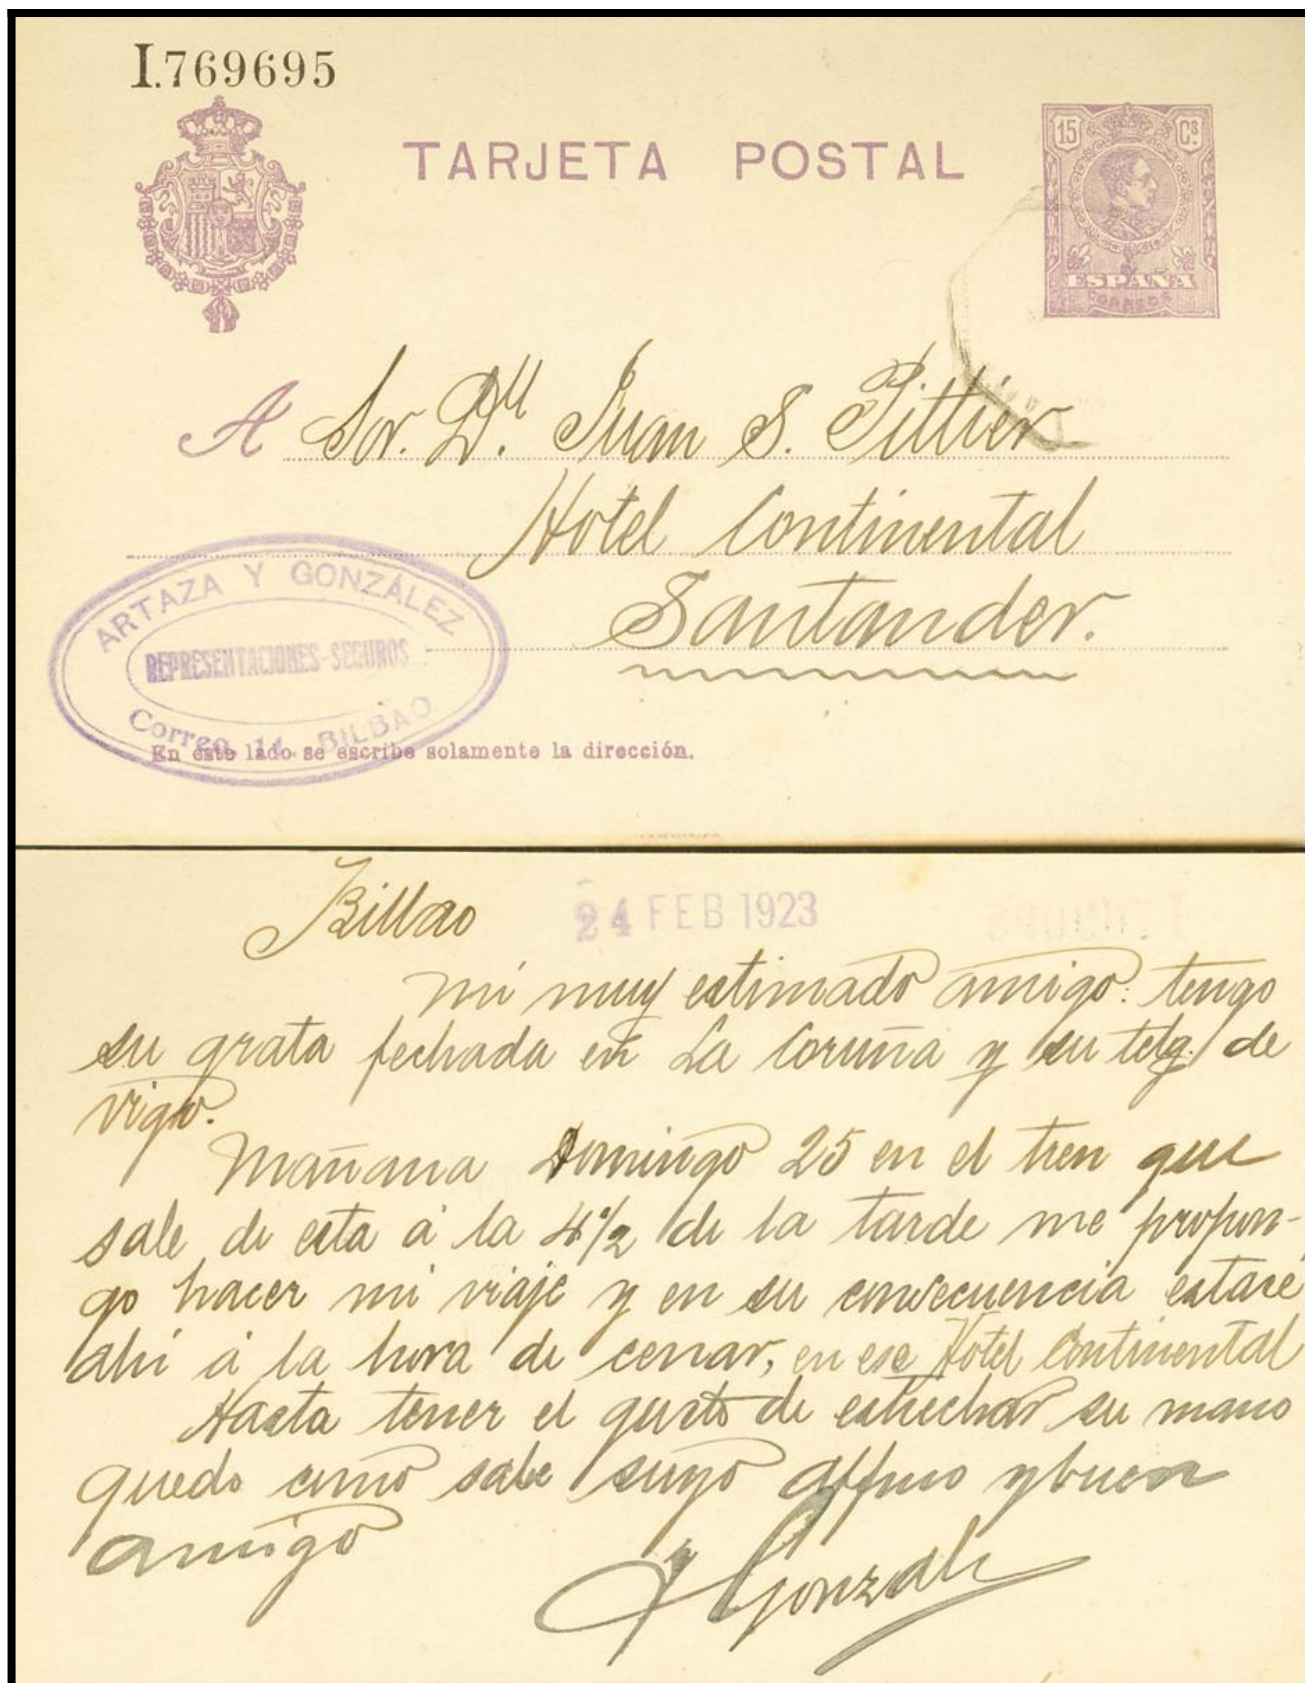 I.769695
TARJETA POSTAL
15 Cs.
ESPAÑA
CORREOS
A Sor. Dn. Juan S. Pittier
Hotel Continental
Santander.
ARTAZA Y GONZÁLEZ
REPRESENTACIONES-SEGUROS
Correo, 14. BILBAO
En este lado se escribe solamente la dirección.
Bilbao 24 FEB 1923
Mi muy estimado amigo: tengo
su grata fechada en La Coruña y su telg. de
Vigo.
Mañana Domingo 25 en el tren que
sale de esta á la 4 1/2 de la tarde me propon-
go hacer mi viaje y en su consecuencia estaré
ahi á la hora de cenar, en ese Hotel Continental
Hasta tener el gusto de estrechar su mano
quedo como sabe suyo affmo y buen
amigo
Gonzalez